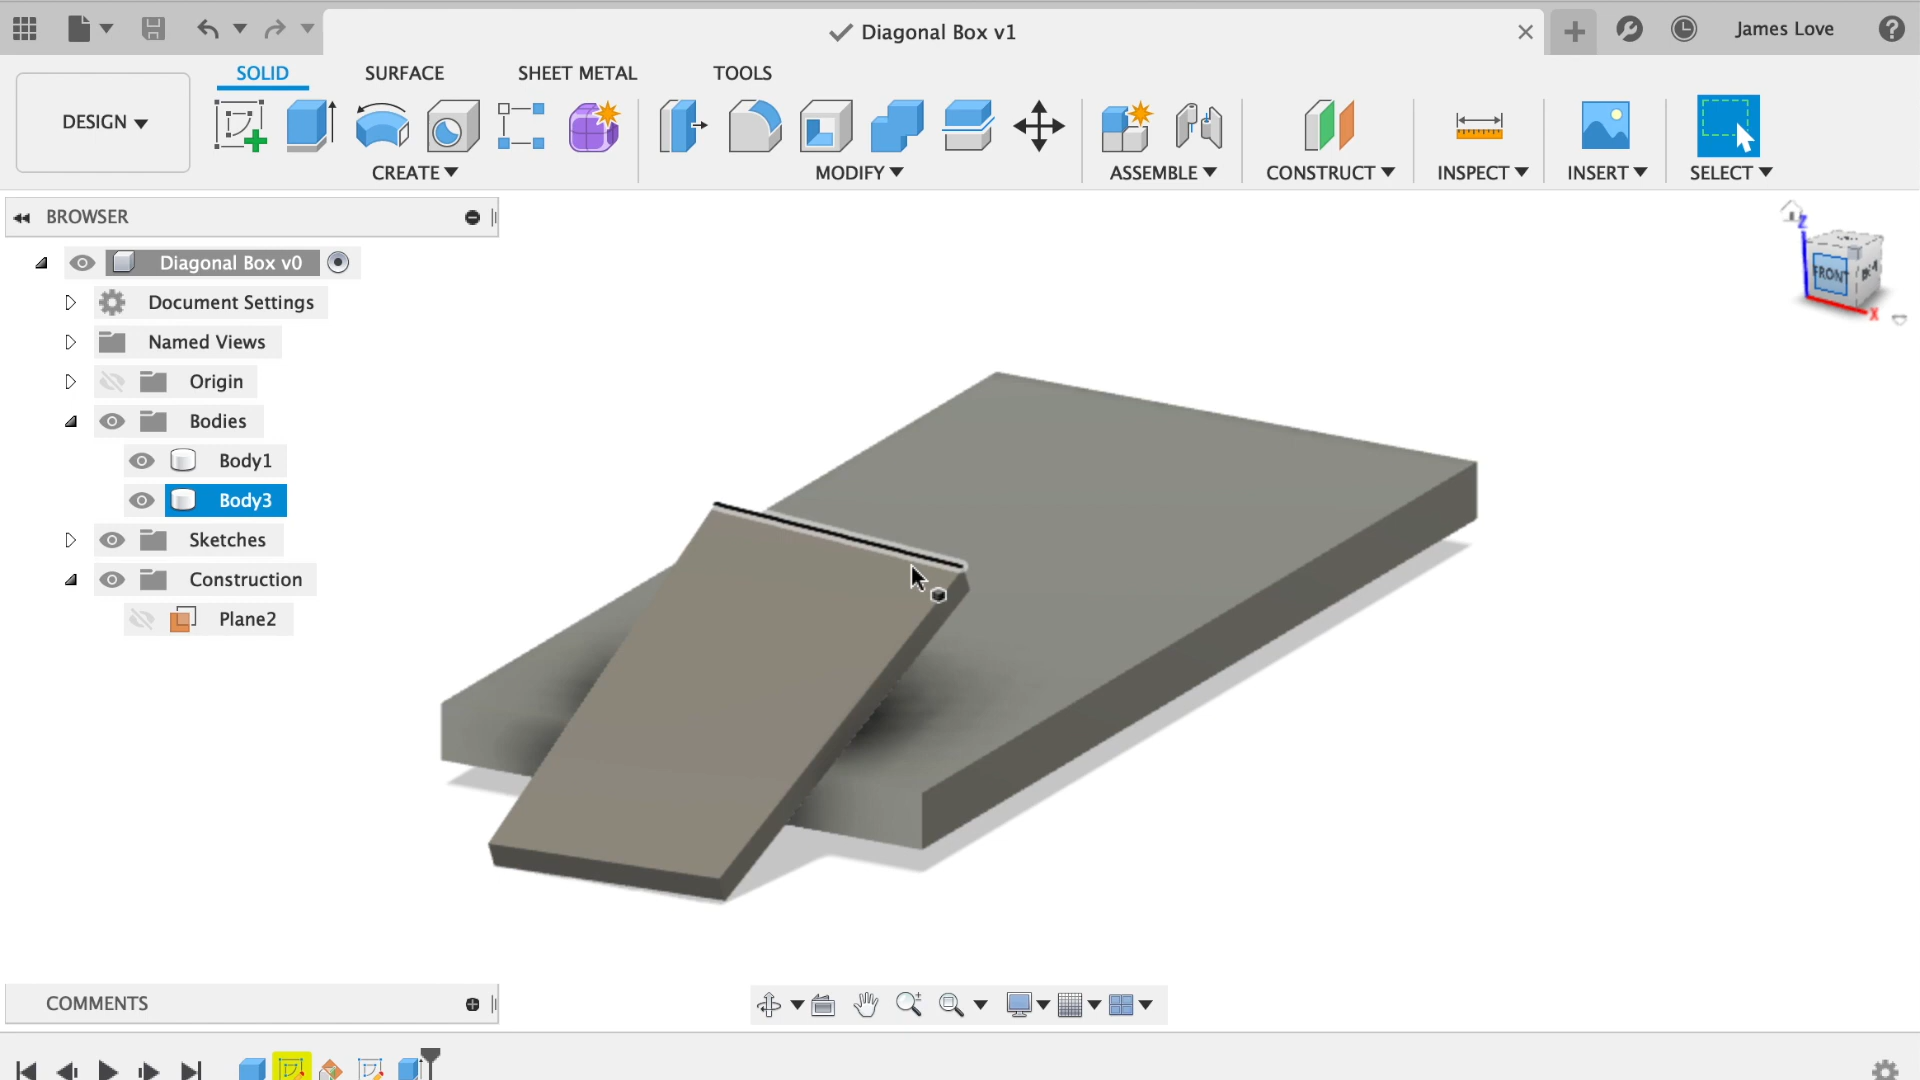 Diagonal Box v1
James Love
SOLID
SURFACE
SHEET METAL
TOOLS
DESIGN
CREATE
MODIFY
ASSEMBLE
CONSTRUCT
INSPECT
INSERT
SELECT
BROWSER
Diagonal Box v0
Document Settings
Named Views
Origin
Bodies
Body1
Body3
Sketches
Construction
Plane2
Z
FRONT
X
COMMENTS